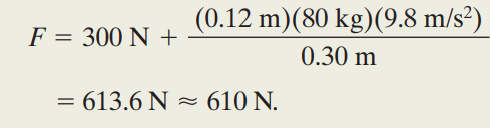 F = 300 N + (0.12 m)(80 kg)(9.8 m/s²) / 0.30 m
= 613.6 N ≈ 610 N.